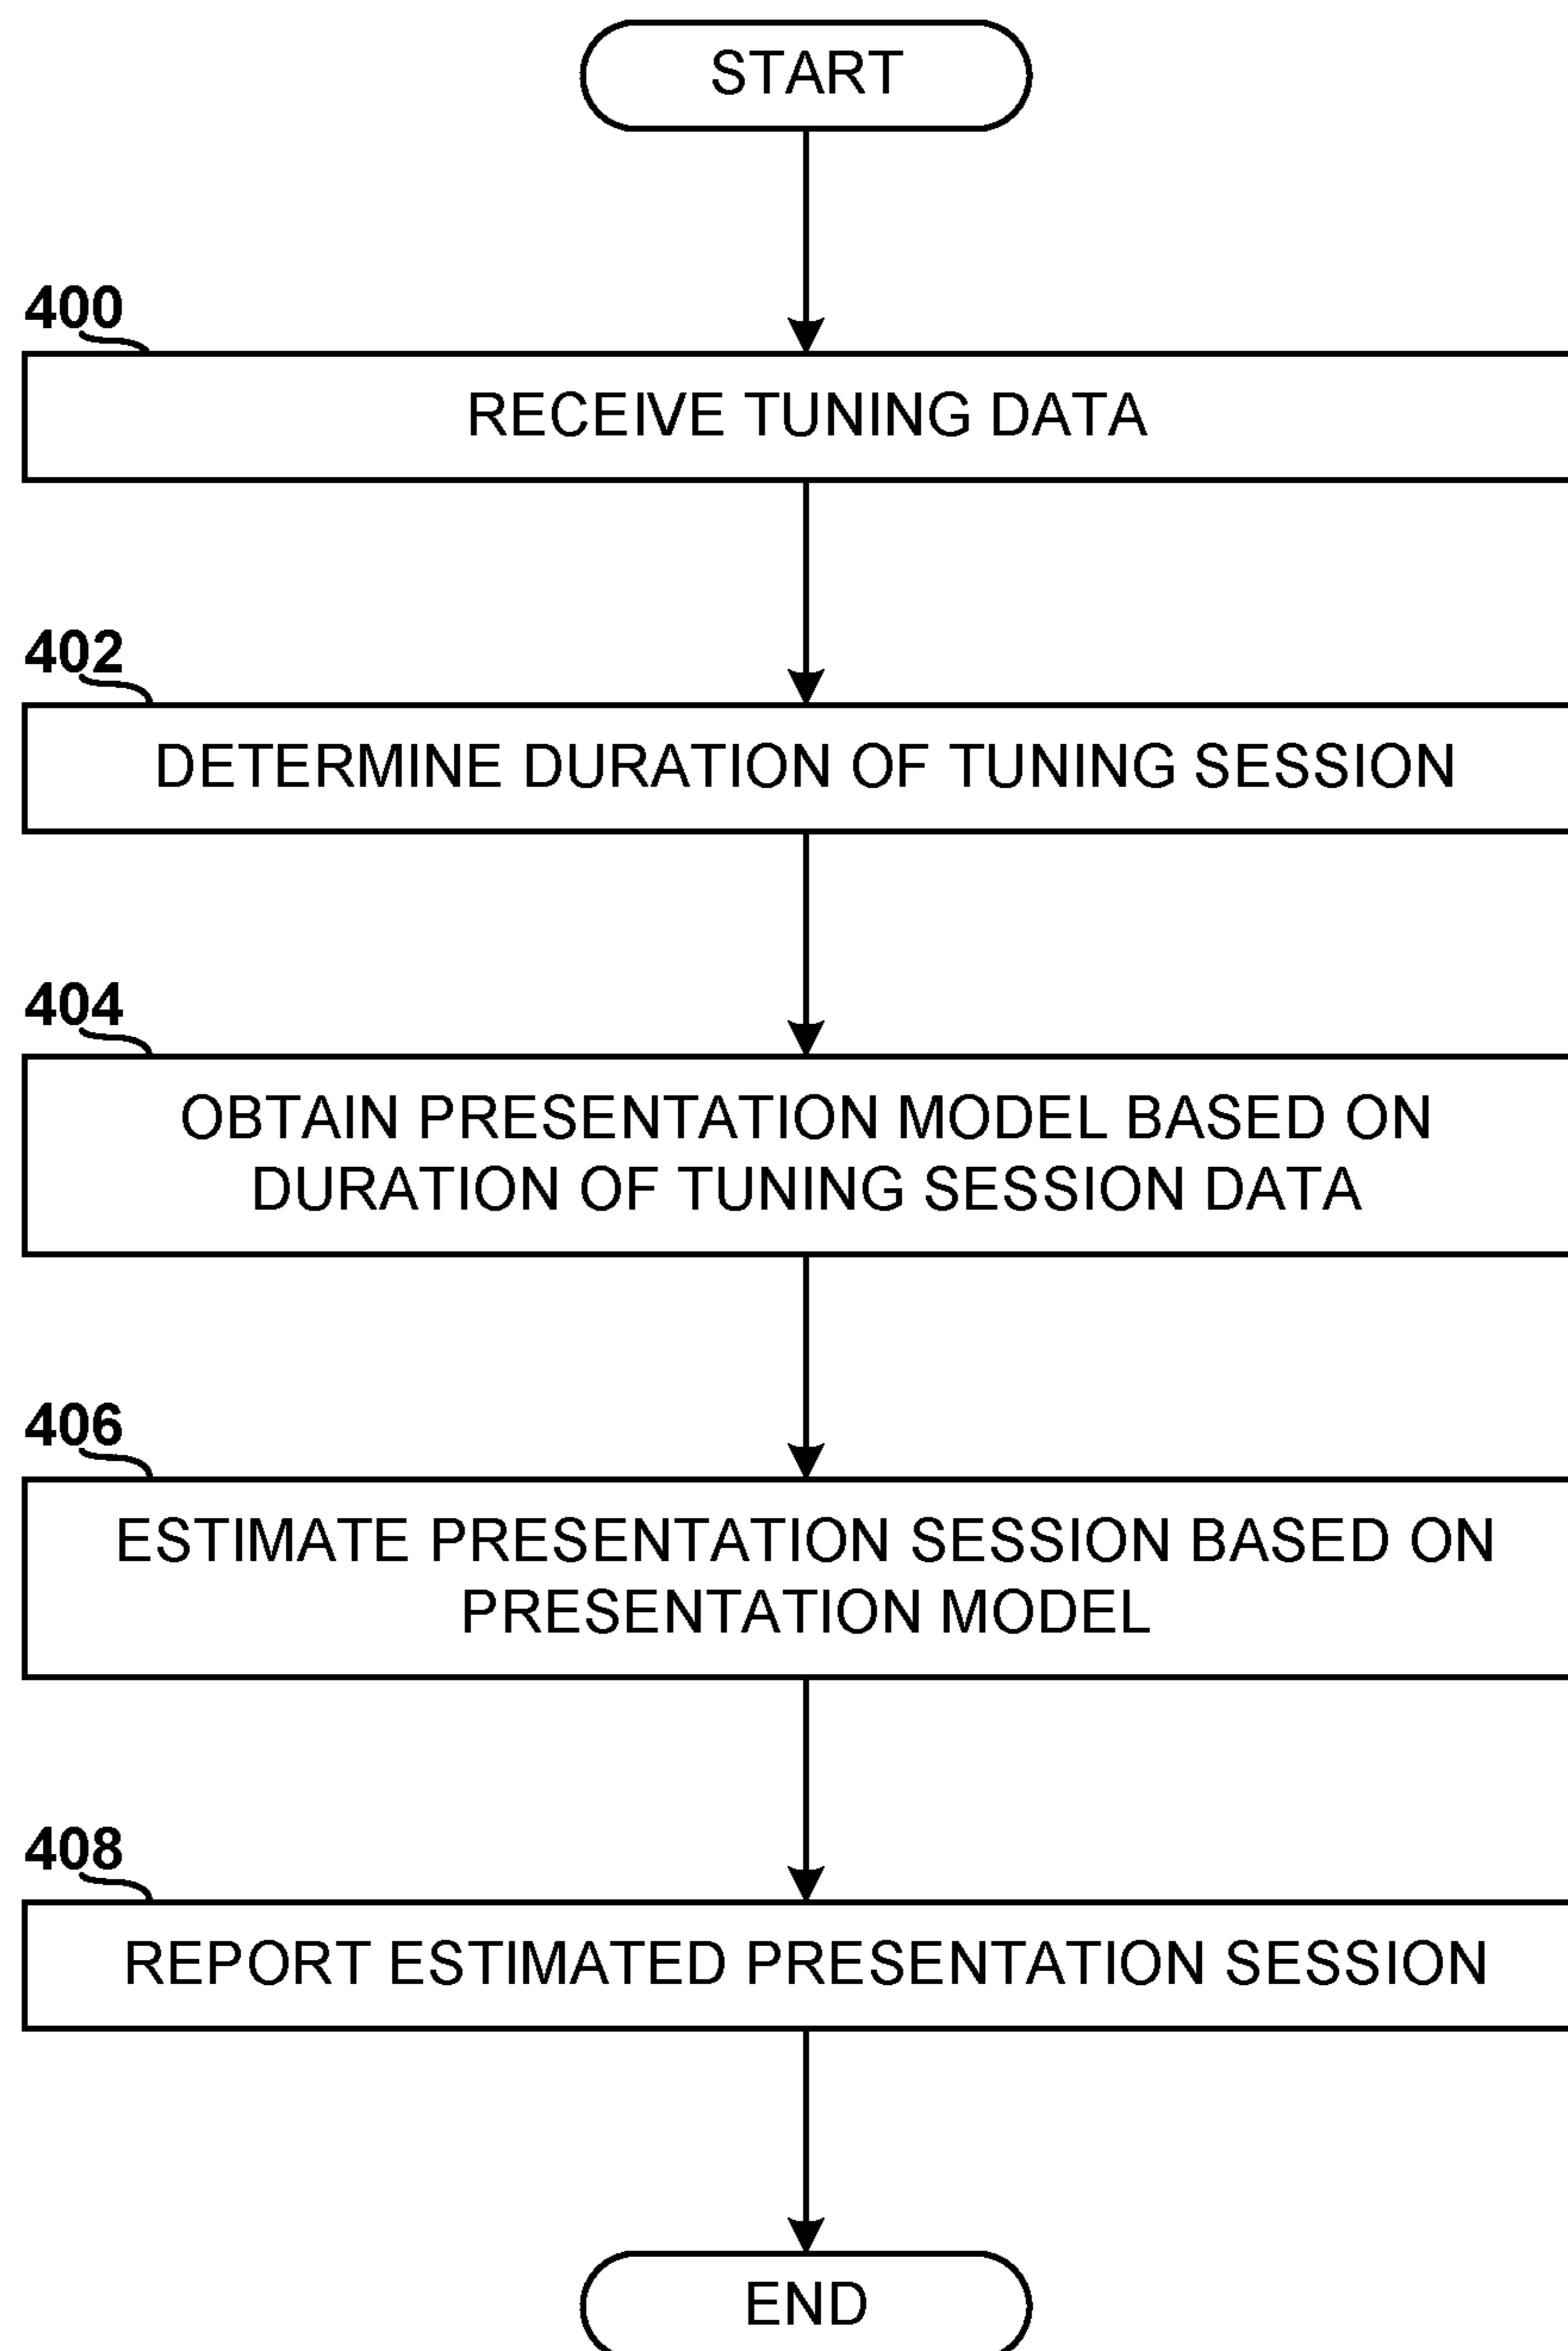 START
400
RECEIVE TUNING DATA
402
DETERMINE DURATION OF TUNING SESSION
404
OBTAIN PRESENTATION MODEL BASED ON
DURATION OF TUNING SESSION DATA
406
ESTIMATE PRESENTATION SESSION BASED ON
PRESENTATION MODEL
408
REPORT ESTIMATED PRESENTATION SESSION
END